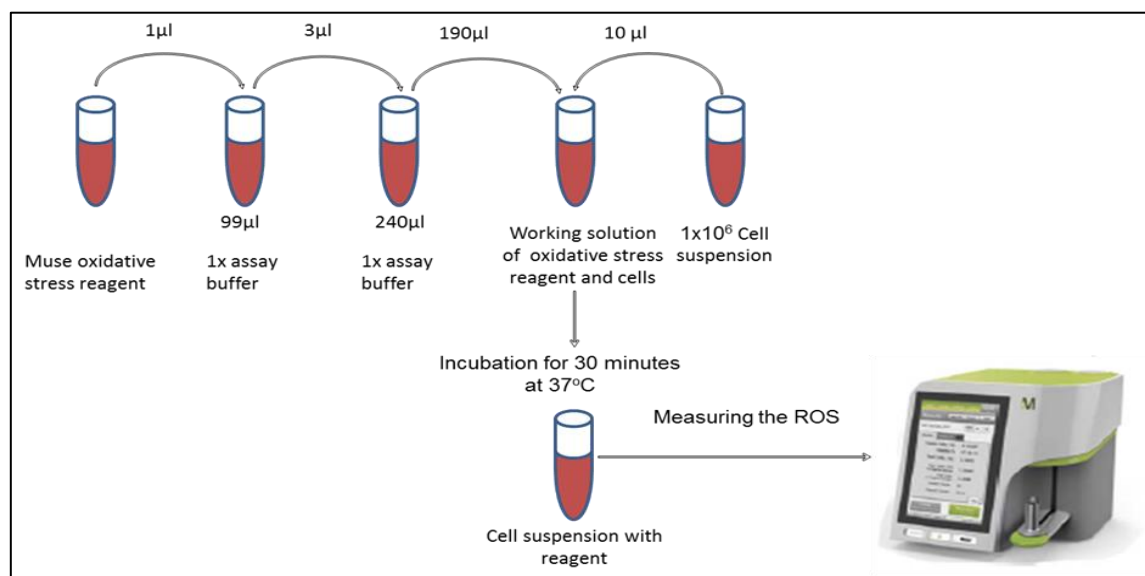 1µl
3µl
190µl
10 µl
99µl
240µl
Muse oxidative
stress reagent
1x assay
buffer
1x assay
buffer
Working solution
of oxidative stress
reagent and cells
1x10⁶ Cell
suspension
Incubation for 30 minutes
at 37°C
Measuring the ROS
Cell suspension with
reagent